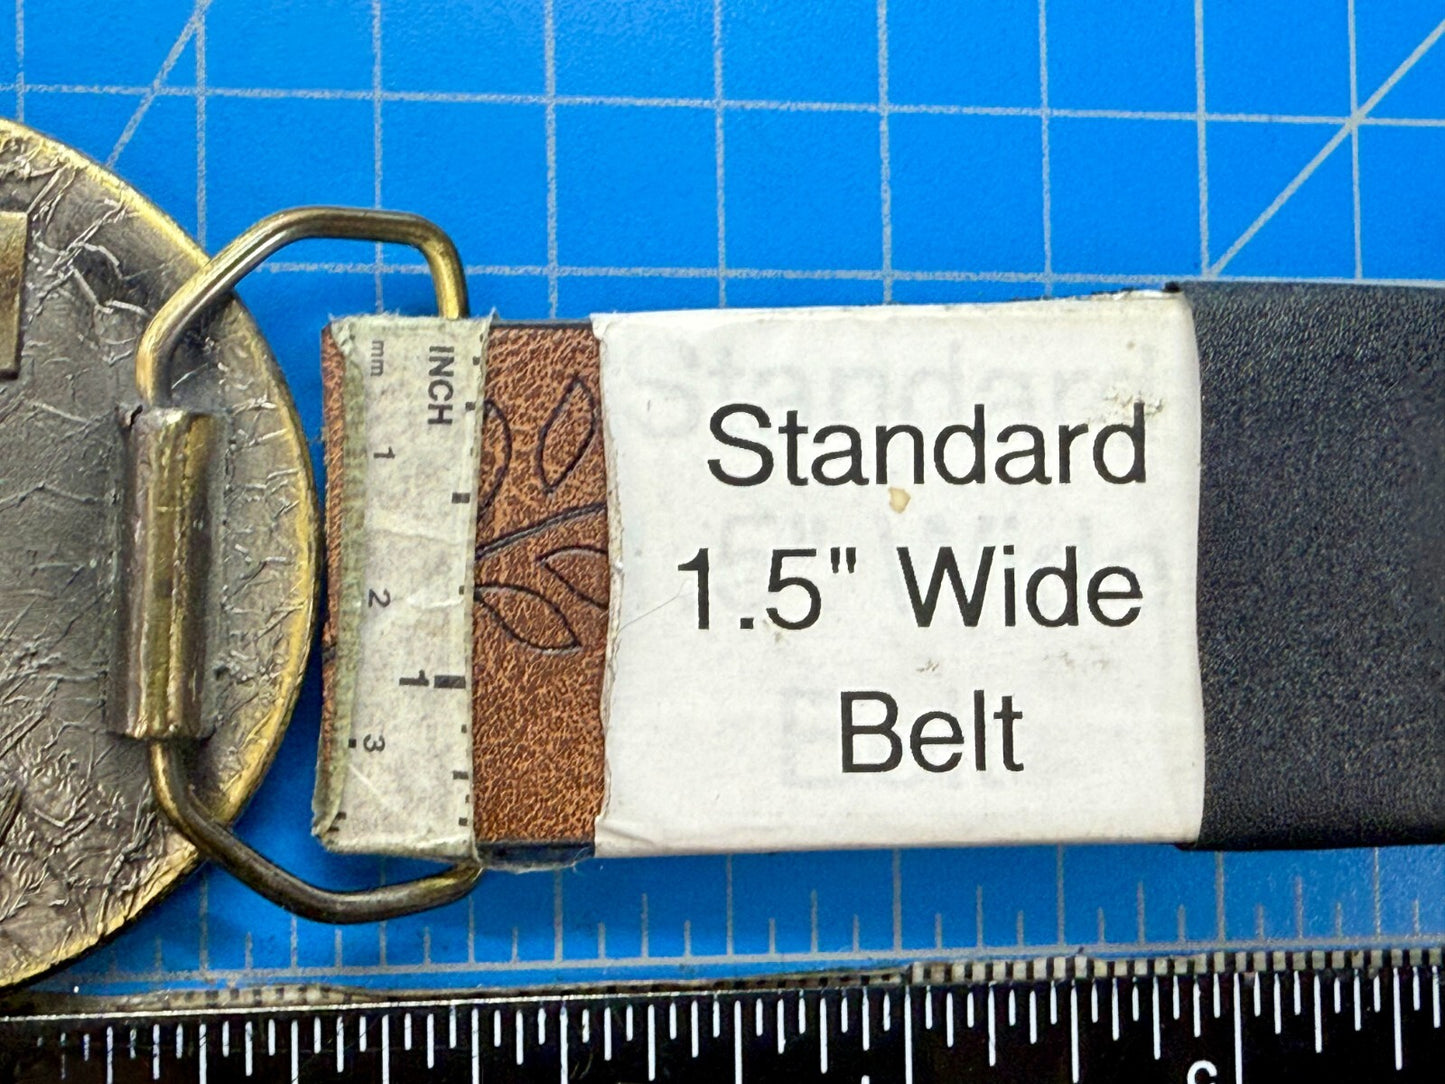 mm
INCH
1
2
1
3
Standard
1.5" Wide
Belt